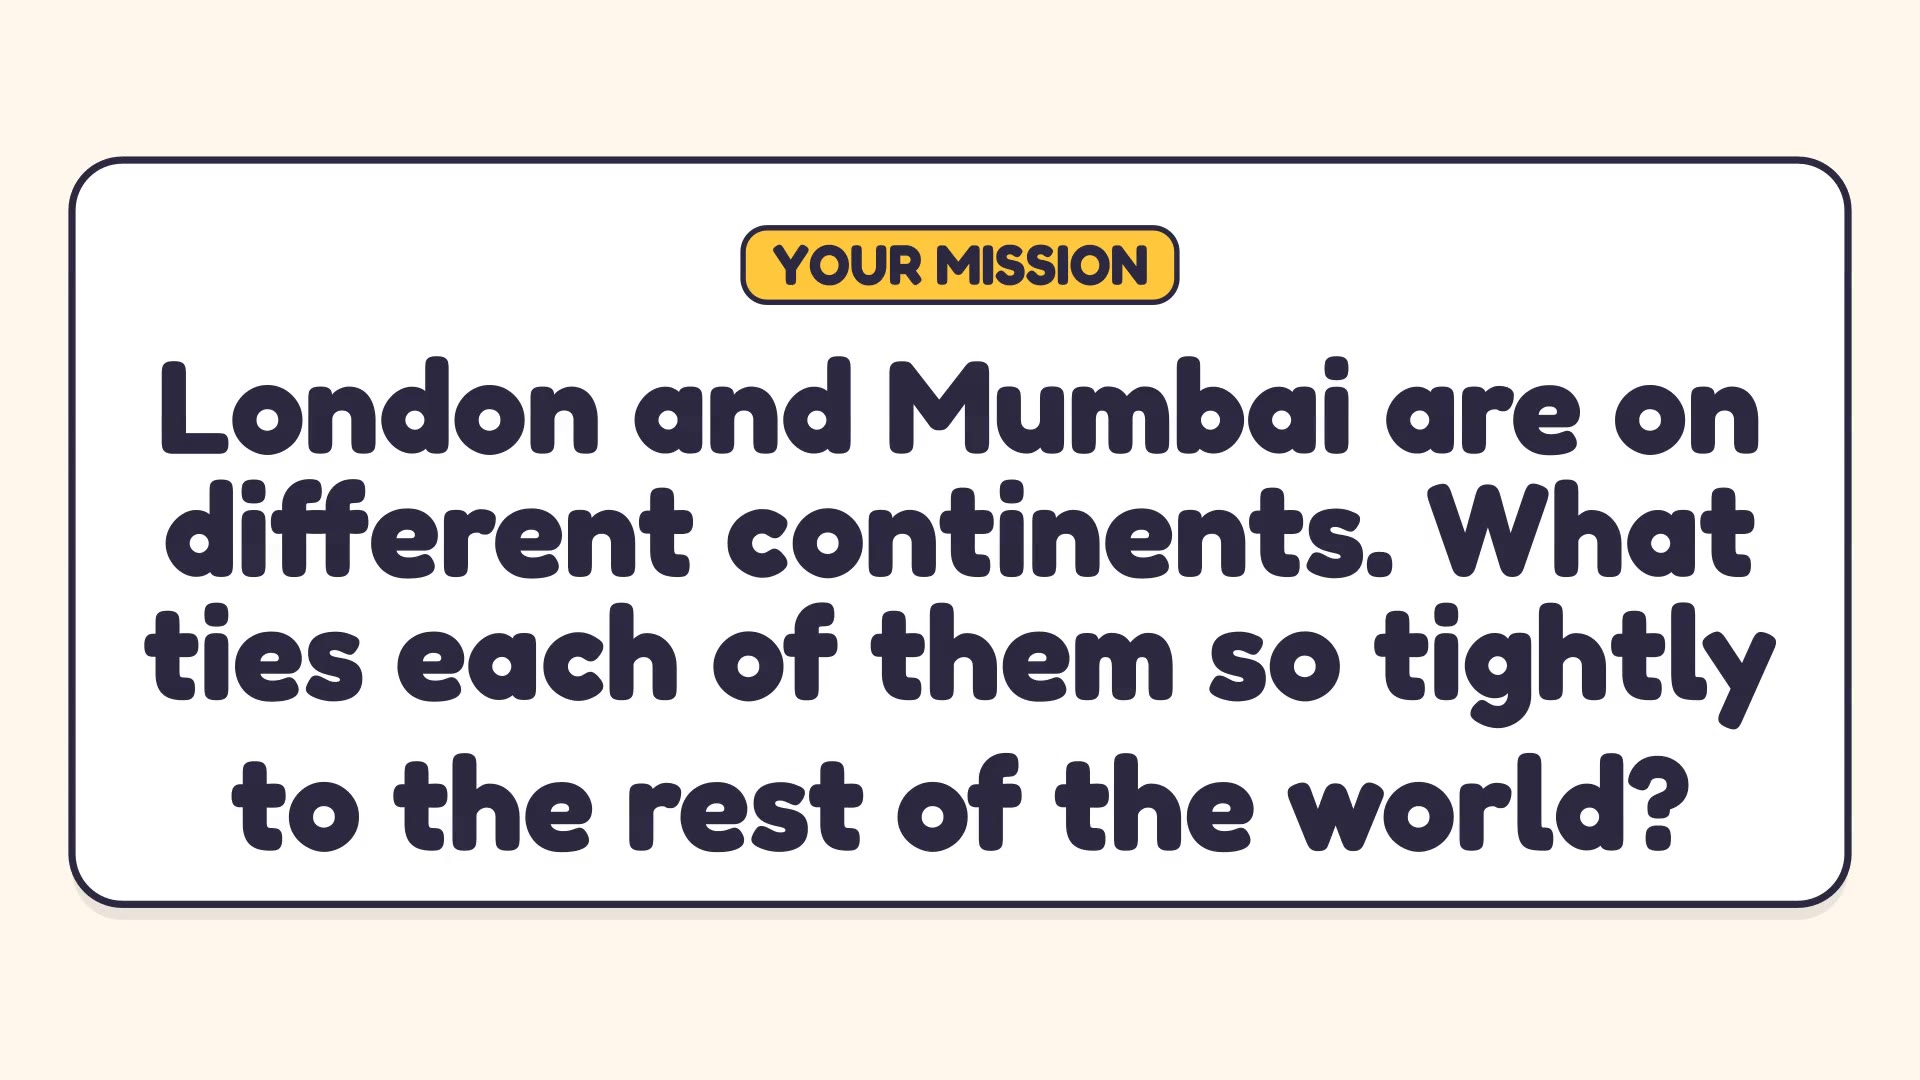 YOUR MISSION
London and Mumbai are on
different continents. What
ties each of them so tightly
to the rest of the world?